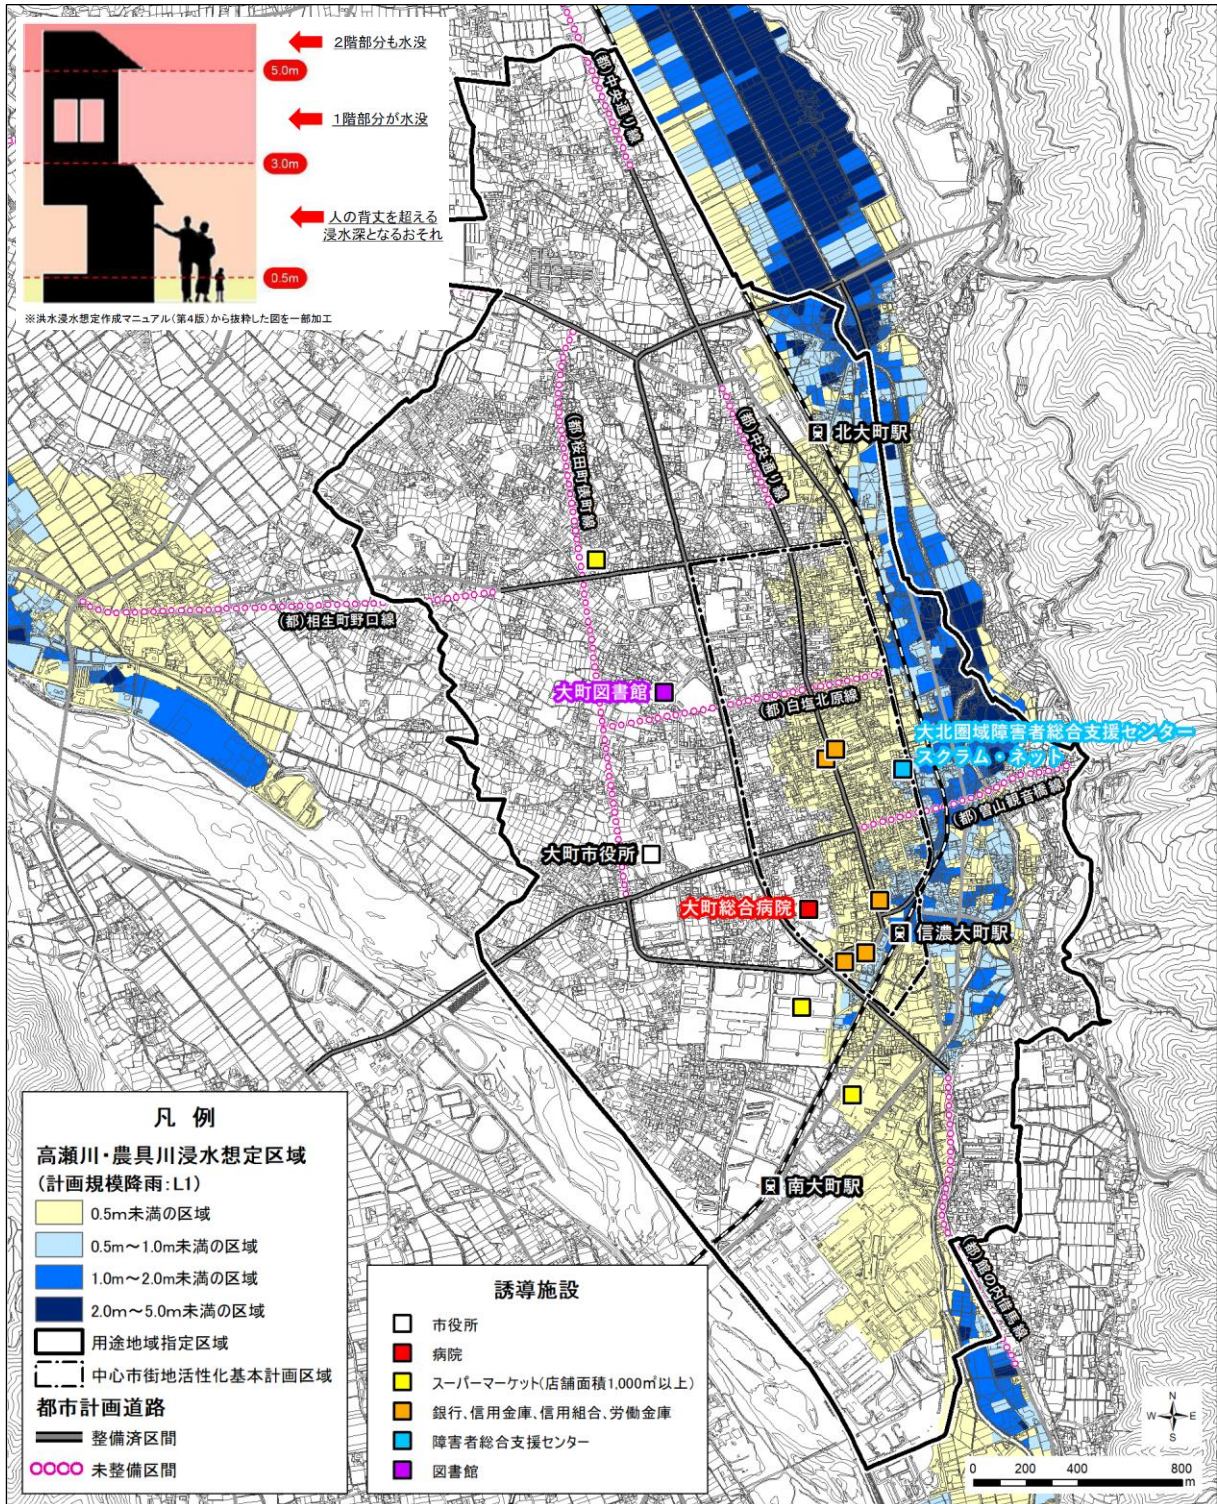 2階部分も水没
5.0m
1階部分が水没
3.0m
人の背丈を超える
浸水深となるおそれ
0.5m
※洪水浸水想定作成マニュアル(第4版)から抜粋した図を一部加工
(都)中央通り線
北大町駅
(都)中央通り線
(都)桜田町俵町線
(都)相生町野口線
大町図書館
(都)白塩北原線
大北圏域障害者総合支援センター
スクラム・ネット
(都)曽山観音橋線
大町市役所
大町総合病院
信濃大町駅
南大町駅
(都)館の内借馬線
凡 例
高瀬川・農具川浸水想定区域
(計画規模降雨:L1)
0.5m未満の区域
0.5m～1.0m未満の区域
1.0m～2.0m未満の区域
2.0m～5.0m未満の区域
用途地域指定区域
中心市街地活性化基本計画区域
都市計画道路
整備済区間
未整備区間
誘導施設
市役所
病院
スーパーマーケット(店舗面積1,000㎡以上)
銀行、信用金庫、信用組合、労働金庫
障害者総合支援センター
図書館
N
W E
S
0 200 400 800
m